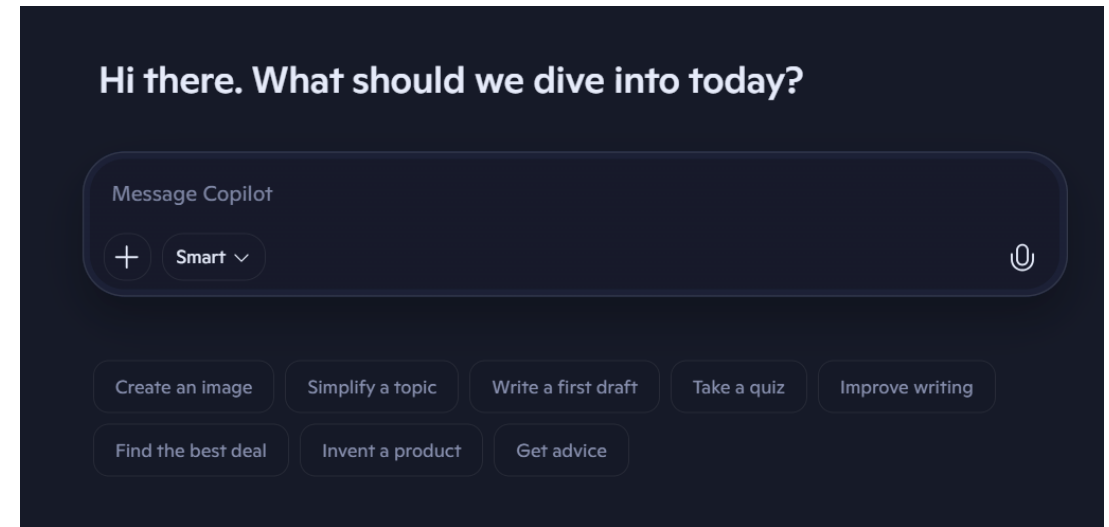 Hi there. What should we dive into today?
Message Copilot
Smart
Create an image Simplify a topic Write a first draft Take a quiz Improve writing
Find the best deal Invent a product Get advice